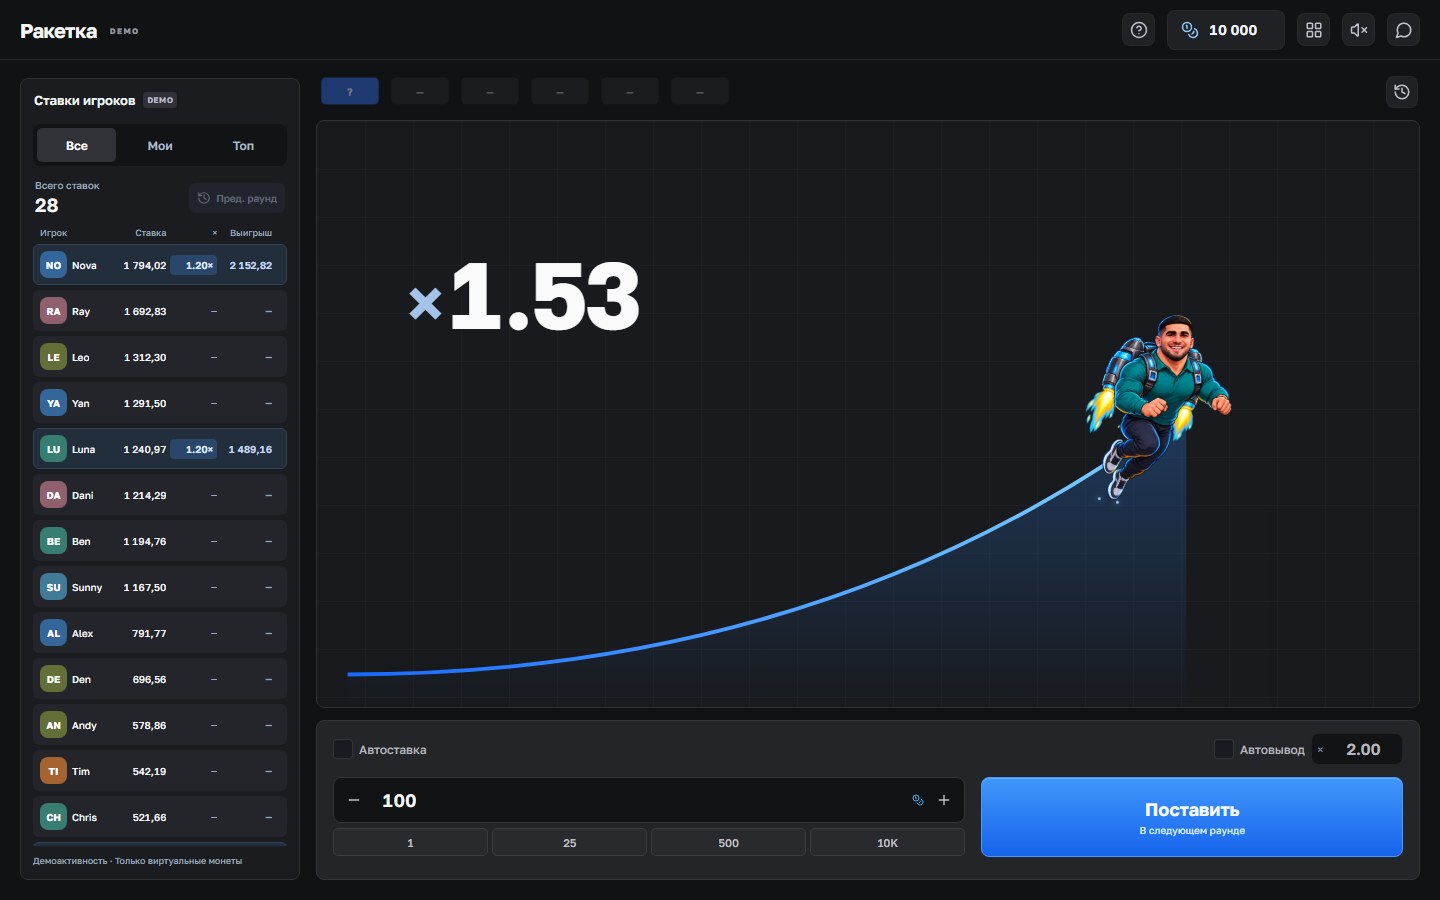 Ракетка DEMO
10 000
Ставки игроков DEMO
Все Мои Топ
Всего ставок
28
Пред. раунд
Игрок Ставка × Выигрыш
NO Nova 1 794,02 1.20× 2 152,82
RA Ray 1 692,83 – –
LE Leo 1 312,30 – –
YA Yan 1 291,50 – –
LU Luna 1 240,97 1.20× 1 489,16
DA Dani 1 214,29 – –
BE Ben 1 194,76 – –
SU Sunny 1 167,50 – –
AL Alex 791,77 – –
DE Den 696,56 – –
AN Andy 578,86 – –
TI Tim 542,19 – –
CH Chris 521,66 – –
Демоактивность · Только виртуальные монеты
? – – – – –
×1.53
Автоставка
Автовывод × 2.00
− 100 +
1 25 500 10K
Поставить
В следующем раунде